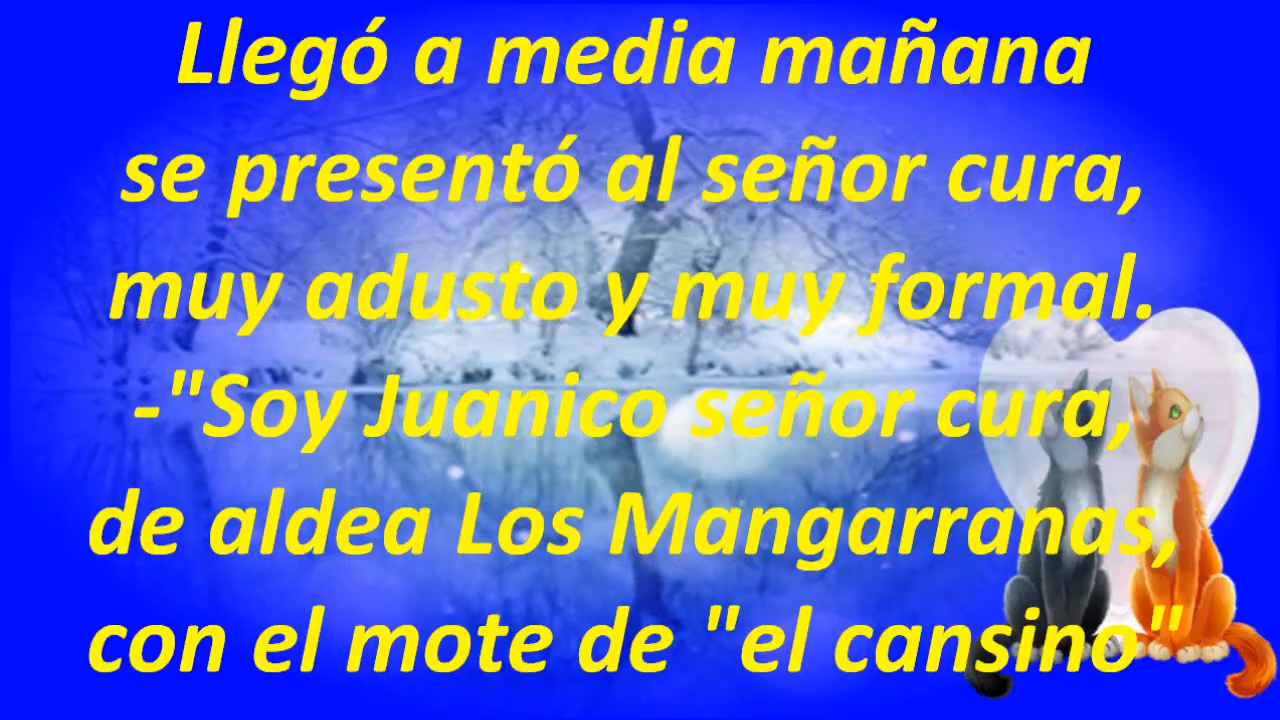 Llegó a media mañana
se presentó al señor cura,
muy adusto y muy formal.
-"Soy Juanico señor cura,
de aldea Los Mangarranas,
con el mote de "el cansino"